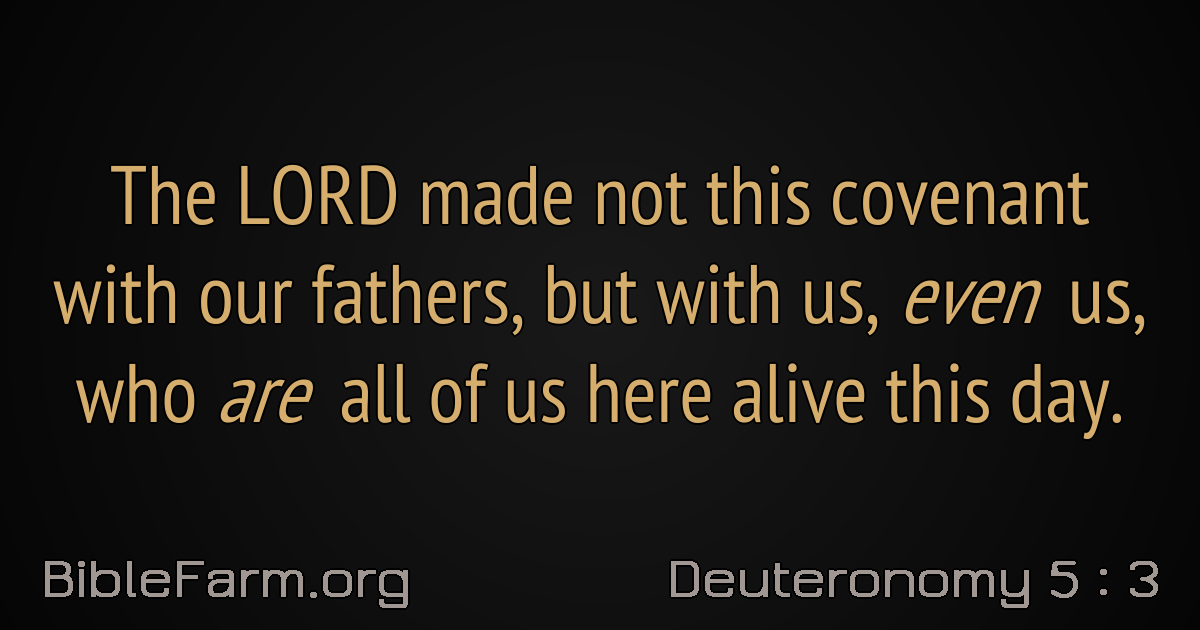 The LORD made not this covenant
with our fathers, but with us, even us,
who are all of us here alive this day.
BibleFarm.org
Deuteronomy 5 : 3